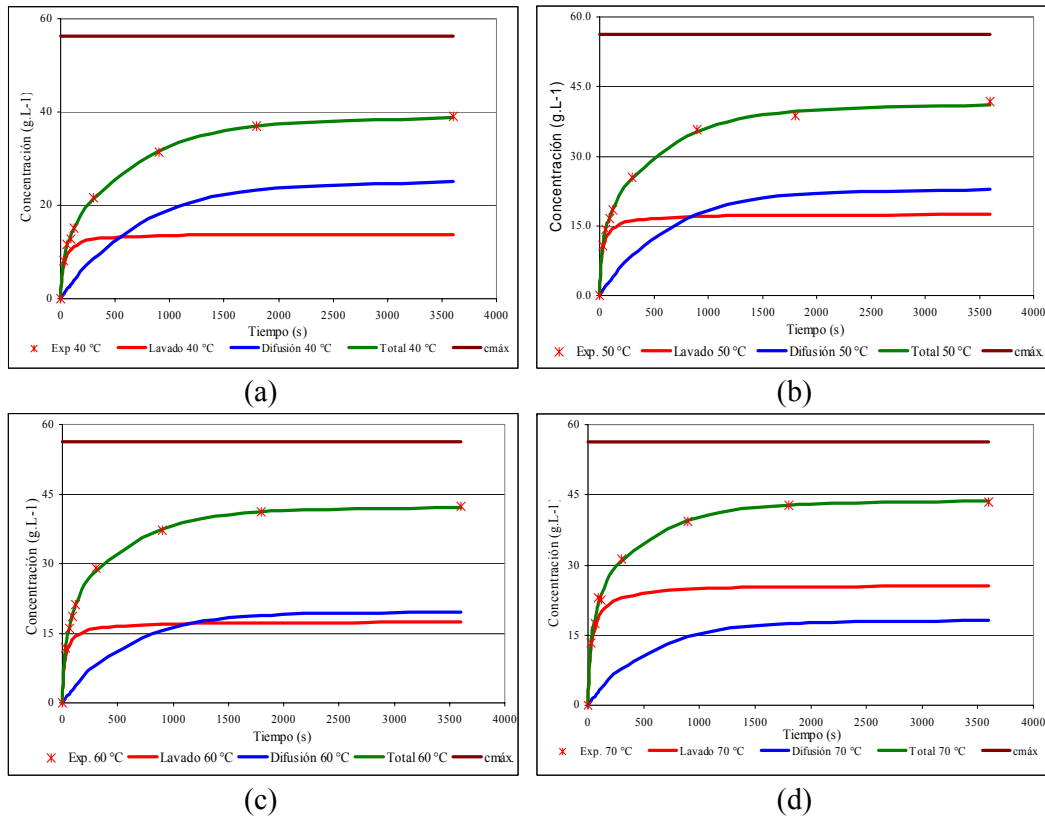 60
40
20
0
Concentración (g.L-1)
0 500 1000 1500 2000 2500 3000 3500 4000
Tiempo (s)
Exp 40 °C Lavado 40 °C Difusión 40 °C Total 40 °C cmáx
(a)
60.0
45.0
30.0
15.0
0.0
Concentración (g.L-1)
0 500 1000 1500 2000 2500 3000 3500 4000
Tiempo (s)
Exp. 50 °C Lavado 50 °C Difusión 50 °C Total 50 °C cmáx.
(b)
60
45
30
15
0
Concentración (g.L-1)
0 500 1000 1500 2000 2500 3000 3500 4000
Tiempo (s)
Exp. 60 °C Lavado 60 °C Difusión 60 °C Total 60 °C cmáx.
(c)
60
45
30
15
0
Concentración (g.L-1)
0 500 1000 1500 2000 2500 3000 3500 4000
Tiempo (s)
Exp. 70 °C Lavado 70 °C Difusión 70 °C Total 70 °C cmáx.
(d)